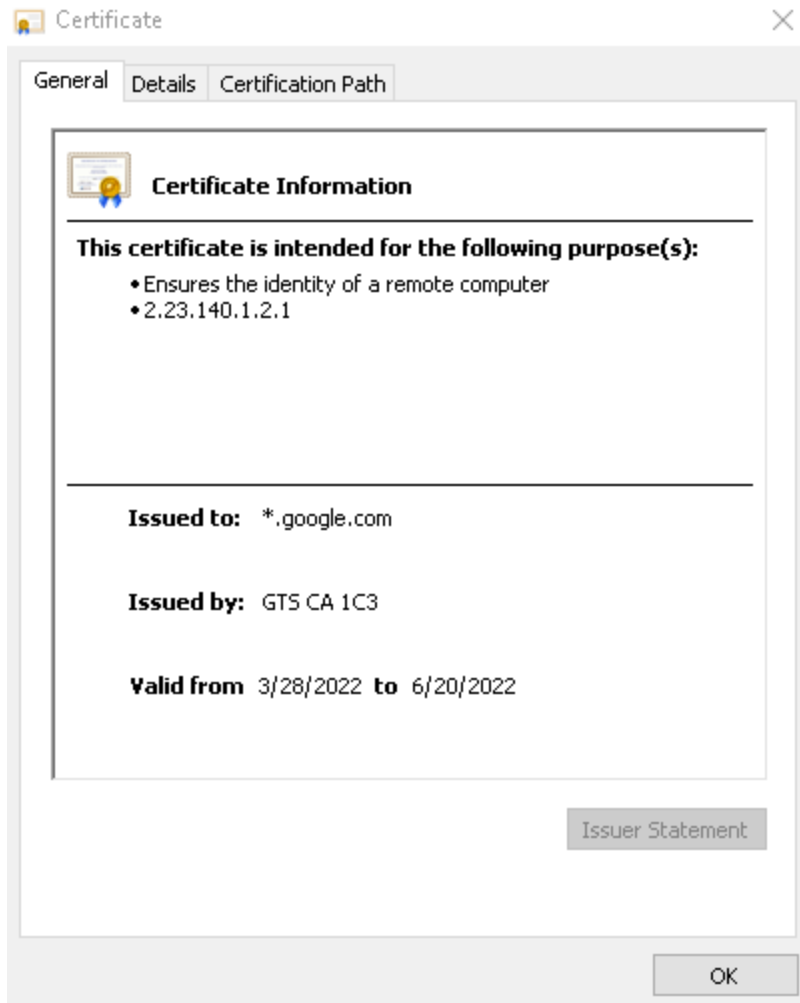 Certificate
General Details Certification Path
Certificate Information
This certificate is intended for the following purpose(s):
• Ensures the identity of a remote computer
• 2.23.140.1.2.1
Issued to: *.google.com
Issued by: GTS CA 1C3
Valid from 3/28/2022 to 6/20/2022
Issuer Statement
OK